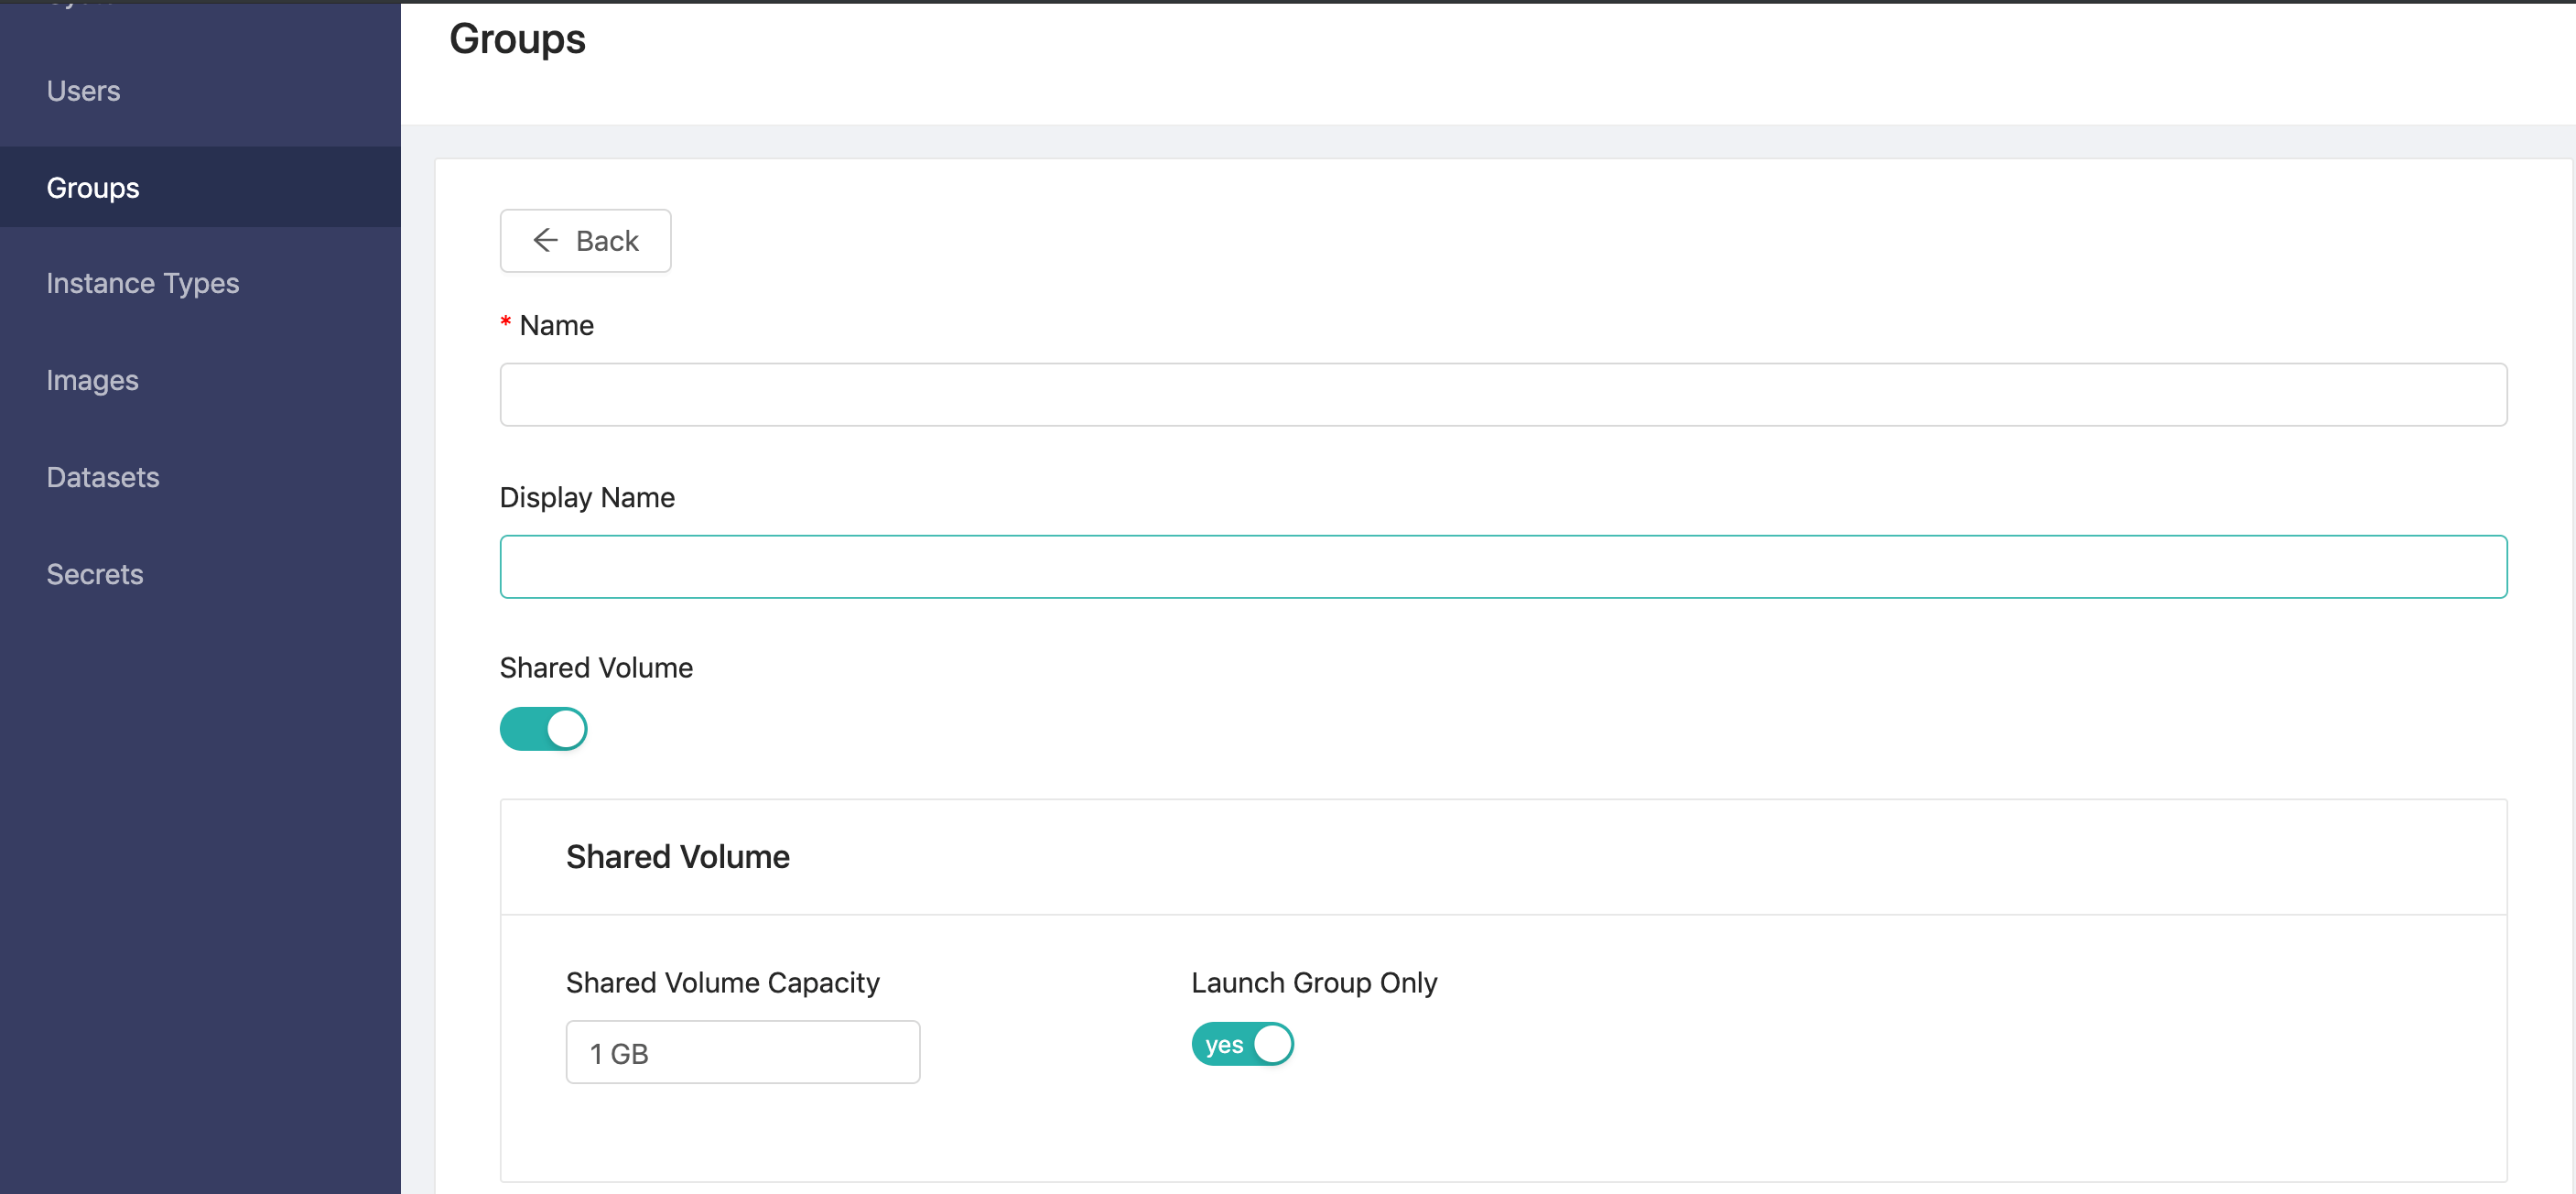 Groups
Users
Groups
Instance Types
Images
Datasets
Secrets
Back
* Name
Display Name
Shared Volume
Shared Volume
Shared Volume Capacity
Launch Group Only
1 GB
yes